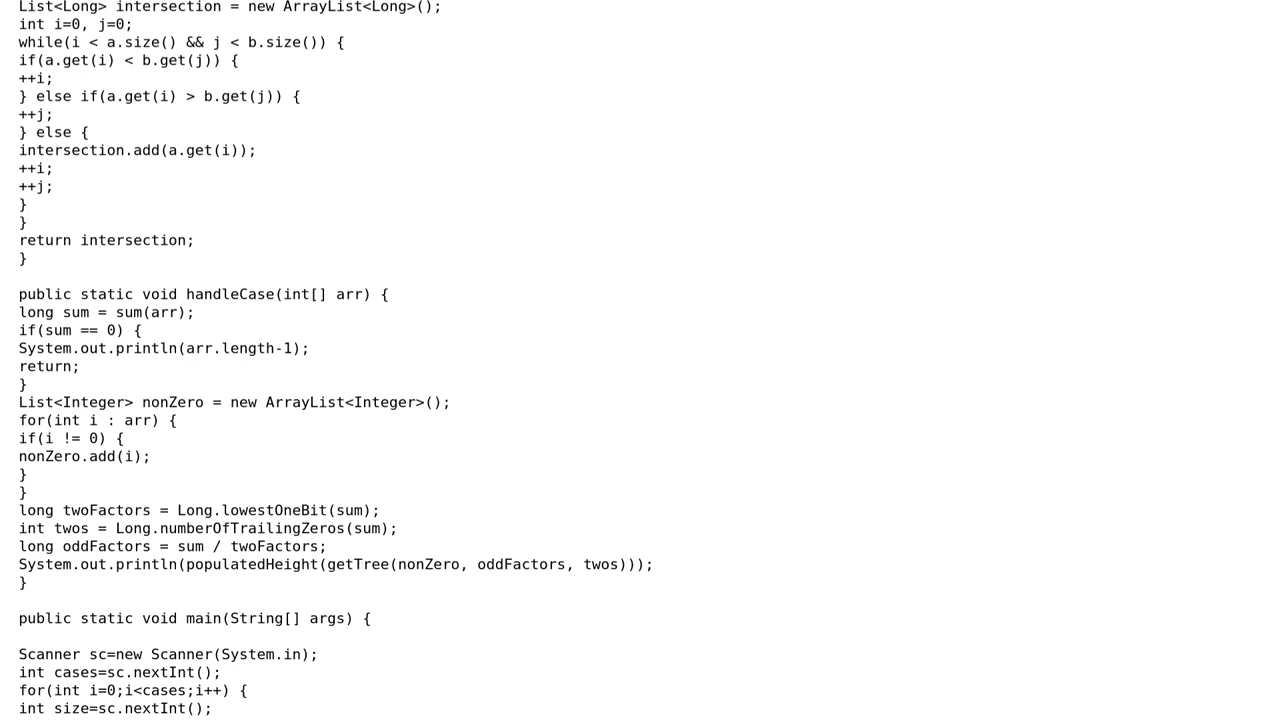 List<Long> intersection = new ArrayList<Long>();
int i=0, j=0;
while(i < a.size() && j < b.size()) {
if(a.get(i) < b.get(j)) {
++i;
} else if(a.get(i) > b.get(j)) {
++j;
} else {
intersection.add(a.get(i));
++i;
++j;
}
}
return intersection;
}

public static void handleCase(int[] arr) {
long sum = sum(arr);
if(sum == 0) {
System.out.println(arr.length-1);
return;
}
List<Integer> nonZero = new ArrayList<Integer>();
for(int i : arr) {
if(i != 0) {
nonZero.add(i);
}
}
long twoFactors = Long.lowestOneBit(sum);
int twos = Long.numberOfTrailingZeros(sum);
long oddFactors = sum / twoFactors;
System.out.println(populatedHeight(getTree(nonZero, oddFactors, twos)));
}

public static void main(String[] args) {

Scanner sc=new Scanner(System.in);
int cases=sc.nextInt();
for(int i=0;i<cases;i++) {
int size=sc.nextInt();